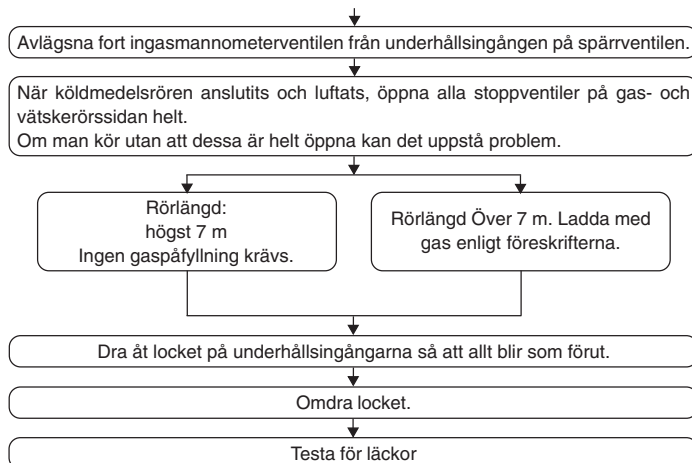 Avlägsna fort ingasmannometerventilen från underhållsingången på spärrventilen.
När köldmedelsrören anslutits och luftats, öppna alla stoppventiler på gas- och
vätskerörssidan helt.
Om man kör utan att dessa är helt öppna kan det uppstå problem.
Rörlängd:
högst 7 m
Ingen gaspåfyllning krävs.
Rörlängd Över 7 m. Ladda med
gas enligt föreskrifterna.
Dra åt locket på underhållsingångarna så att allt blir som förut.
Omdra locket.
Testa för läckor